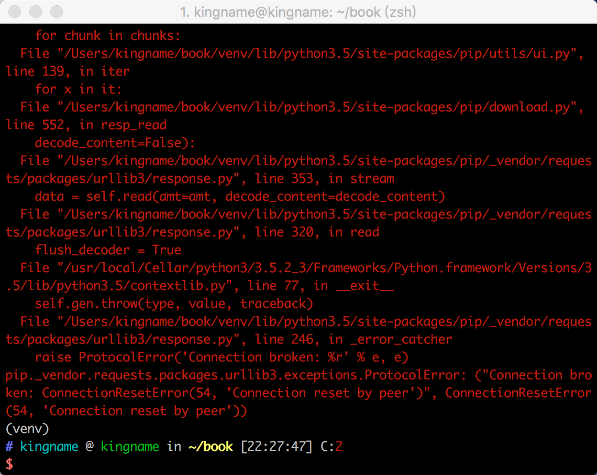 1. kingname@kingname: ~/book (zsh)
    for chunk in chunks:
  File "/Users/kingname/book/venv/lib/python3.5/site-packages/pip/utils/ui.py",
line 139, in iter
    for x in it:
  File "/Users/kingname/book/venv/lib/python3.5/site-packages/pip/download.py",
line 552, in resp_read
    decode_content=False):
  File "/Users/kingname/book/venv/lib/python3.5/site-packages/pip/_vendor/reques
ts/packages/urllib3/response.py", line 353, in stream
    data = self.read(amt=amt, decode_content=decode_content)
  File "/Users/kingname/book/venv/lib/python3.5/site-packages/pip/_vendor/reques
ts/packages/urllib3/response.py", line 320, in read
    flush_decoder = True
  File "/usr/local/Cellar/python3/3.5.2_3/Frameworks/Python.framework/Versions/3
.5/lib/python3.5/contextlib.py", line 77, in __exit__
    self.gen.throw(type, value, traceback)
  File "/Users/kingname/book/venv/lib/python3.5/site-packages/pip/_vendor/reques
ts/packages/urllib3/response.py", line 246, in _error_catcher
    raise ProtocolError('Connection broken: %r' % e, e)
pip._vendor.requests.packages.urllib3.exceptions.ProtocolError: ("Connection bro
ken: ConnectionResetError(54, 'Connection reset by peer')", ConnectionResetError
(54, 'Connection reset by peer'))
(venv)
# kingname @ kingname in ~/book [22:27:47] C:2
$